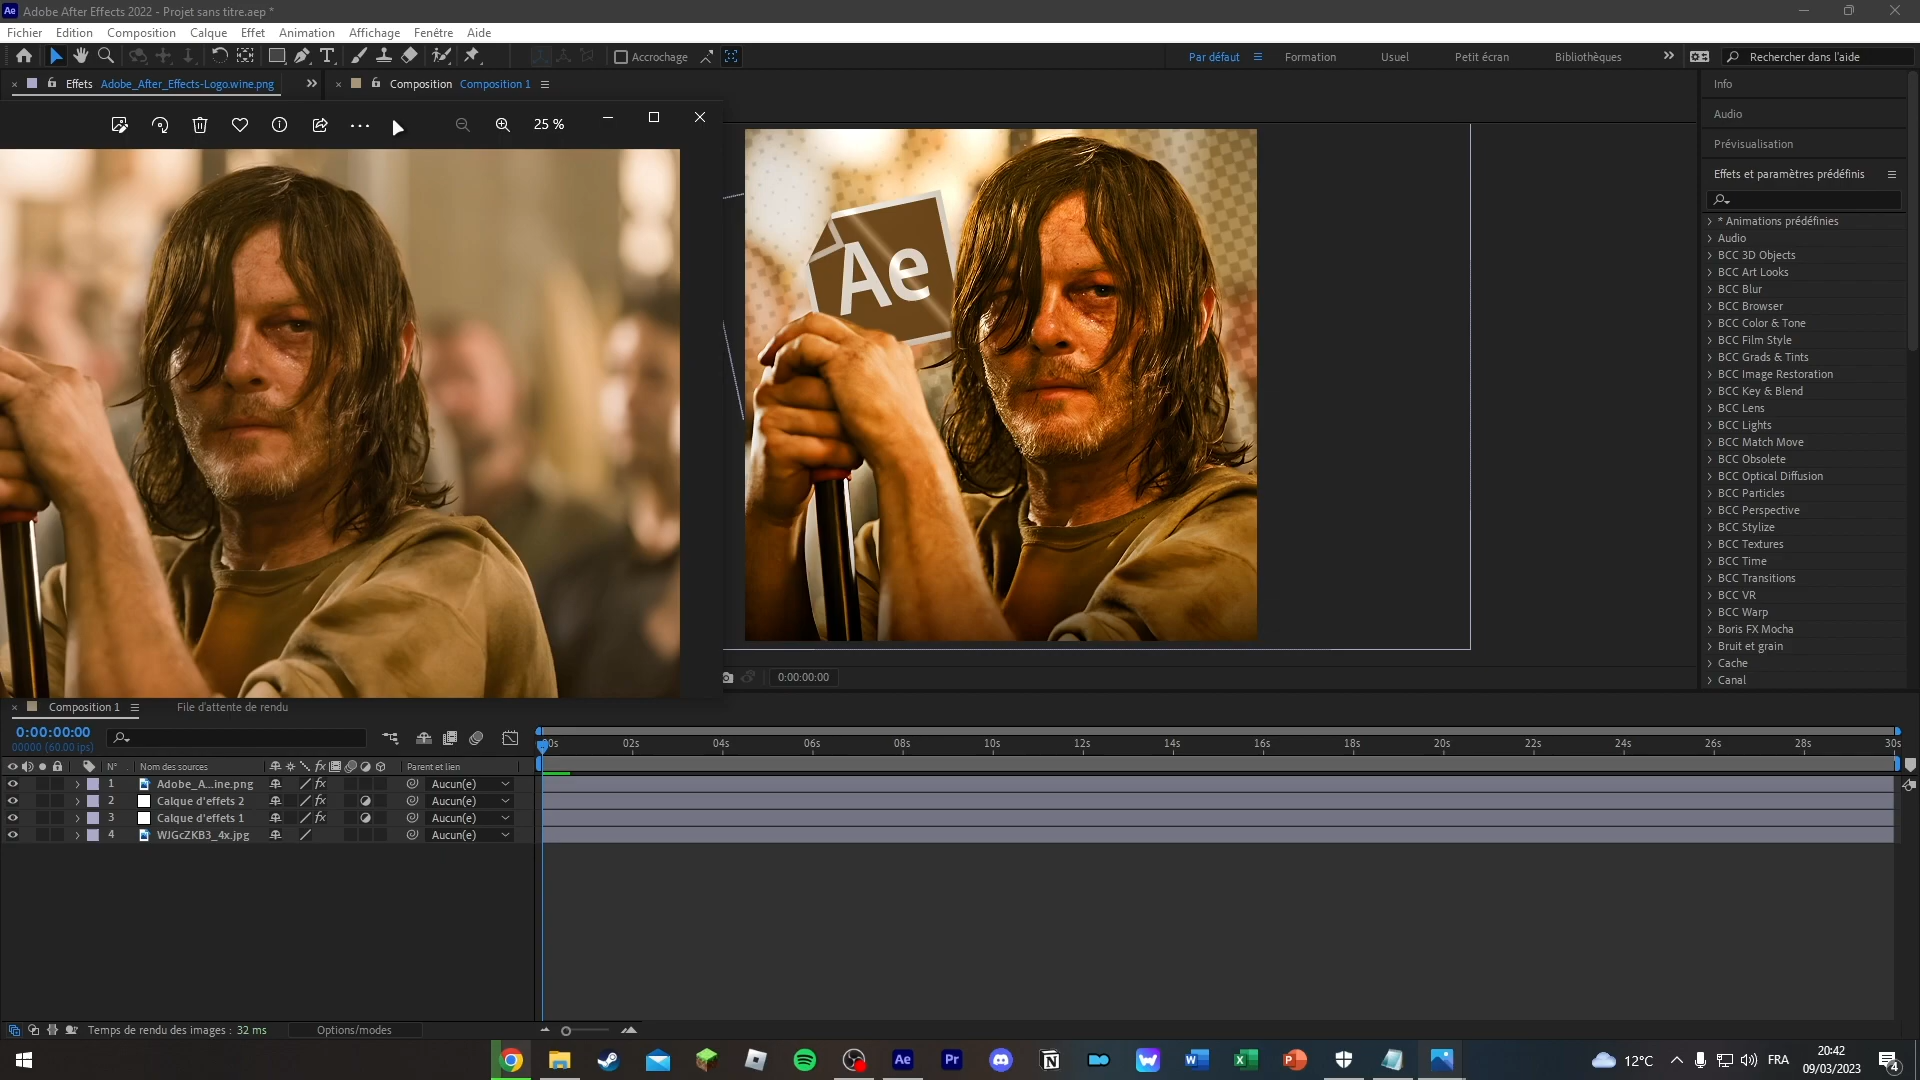 Ae Adobe After Effects 2022 - Projet sans titre.aep *
Fichier Edition Composition Calque Effet Animation Affichage Fenêtre Aide
Accrochage
Par défaut Formation Usuel Petit écran Bibliothèques Rechercher dans l'aide
Effets Adobe_After_Effects-Logo.wine.png
Composition Composition 1
25 %
Ae
Info
Audio
Prévisualisation
Effets et paramètres prédéfinis
* Animations prédéfinies
Audio
BCC 3D Objects
BCC Art Looks
BCC Blur
BCC Browser
BCC Color & Tone
BCC Film Style
BCC Grads & Tints
BCC Image Restoration
BCC Key & Blend
BCC Lens
BCC Lights
BCC Match Move
BCC Obsolete
BCC Optical Diffusion
BCC Particles
BCC Perspective
BCC Stylize
BCC Textures
BCC Time
BCC Transitions
BCC VR
BCC Warp
Boris FX Mocha
Bruit et grain
Cache
Canal
0:00:00:00
Composition 1 File d'attente de rendu
0:00:00:00
00000 (60.00 ips)
00s 02s 04s 06s 08s 10s 12s 14s 16s 18s 20s 22s 24s 26s 28s 30s
N° Nom des sources fx Parent et lien
1 Adobe_A...ine.png fx Aucun(e)
2 Calque d'effets 2 fx Aucun(e)
3 Calque d'effets 1 fx Aucun(e)
4 WJGcZKB3_4x.jpg Aucun(e)
Temps de rendu des images : 32 ms Options/modes
Ae Pr 12°C FRA
20:42
09/03/2023
4